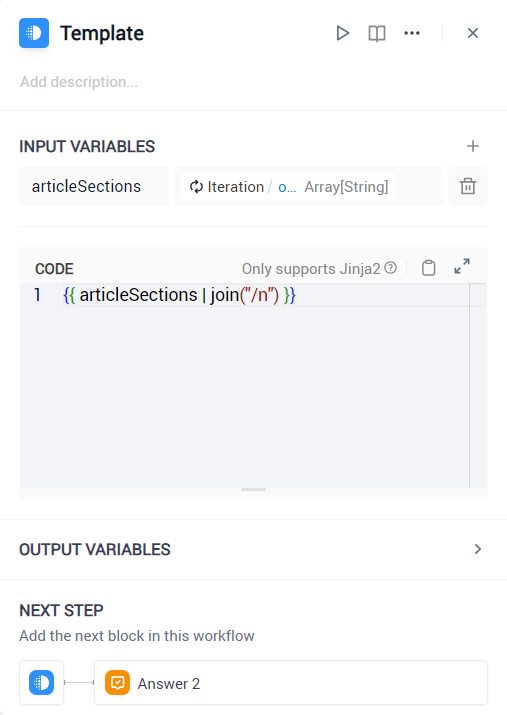 Template
Add description...
INPUT VARIABLES
articleSections Iteration / o... Array[String]
CODE Only supports Jinja2
1 {{ articleSections | join("/n") }}
OUTPUT VARIABLES
NEXT STEP
Add the next block in this workflow
Answer 2